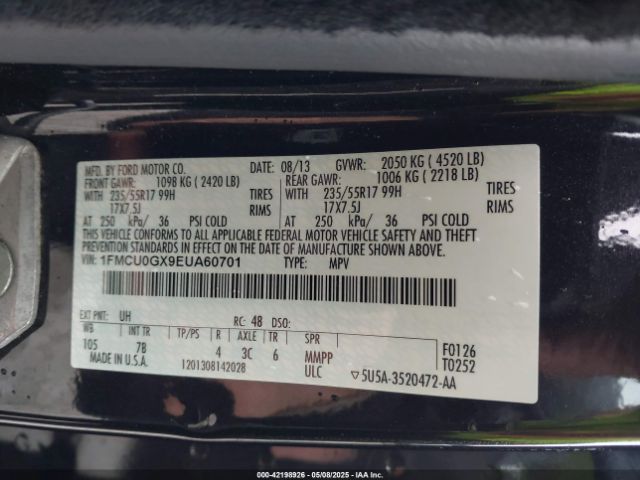 MFD. BY FORD MOTOR CO.
DATE: 08/13 GVWR: 2050 KG ( 4520 LB)
FRONT GAWR: 1098 KG ( 2420 LB) REAR GAWR: 1006 KG ( 2218 LB)
WITH 235/55R17 99H TIRES WITH 235/55R17 99H TIRES
17X7.5J RIMS 17X7.5J RIMS
AT 250 kPa/ 36 PSI COLD AT 250 kPa/ 36 PSI COLD
THIS VEHICLE CONFORMS TO ALL APPLICABLE FEDERAL MOTOR VEHICLE SAFETY AND THEFT PREVENTION
STANDARDS IN EFFECT ON THE DATE OF MANUFACTURE SHOWN ABOVE.
VIN: 1FMCU0GX9EUA60701 TYPE: MPV
EXT PNT: UH RC: 48 DSO:
WB INT TR TP/PS R AXLE TR SPR
105 7B 4 3C 6 MMPP F0126
MADE IN U.S.A. 1201308142028 ULC T0252
▽5U5A-3520472-AA
000-42198926 - 05/08/2025 - IAAI.com